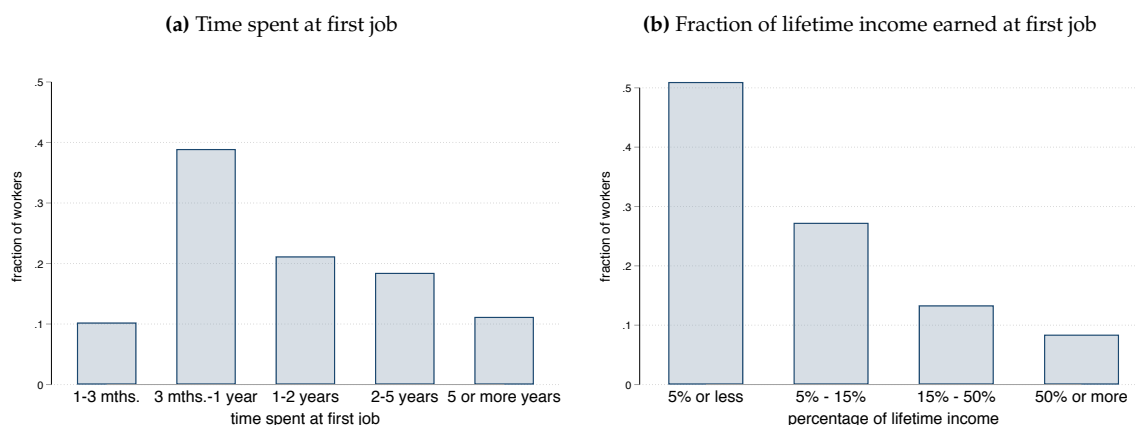 (a) Time spent at first job
.5
.4
.3
.2
.1
0
fraction of workers
1-3 mths. 3 mths.-1 year 1-2 years 2-5 years 5 or more years
time spent at first job
(b) Fraction of lifetime income earned at first job
.5
.4
.3
.2
.1
0
fraction of workers
5% or less 5% - 15% 15% - 50% 50% or more
percentage of lifetime income